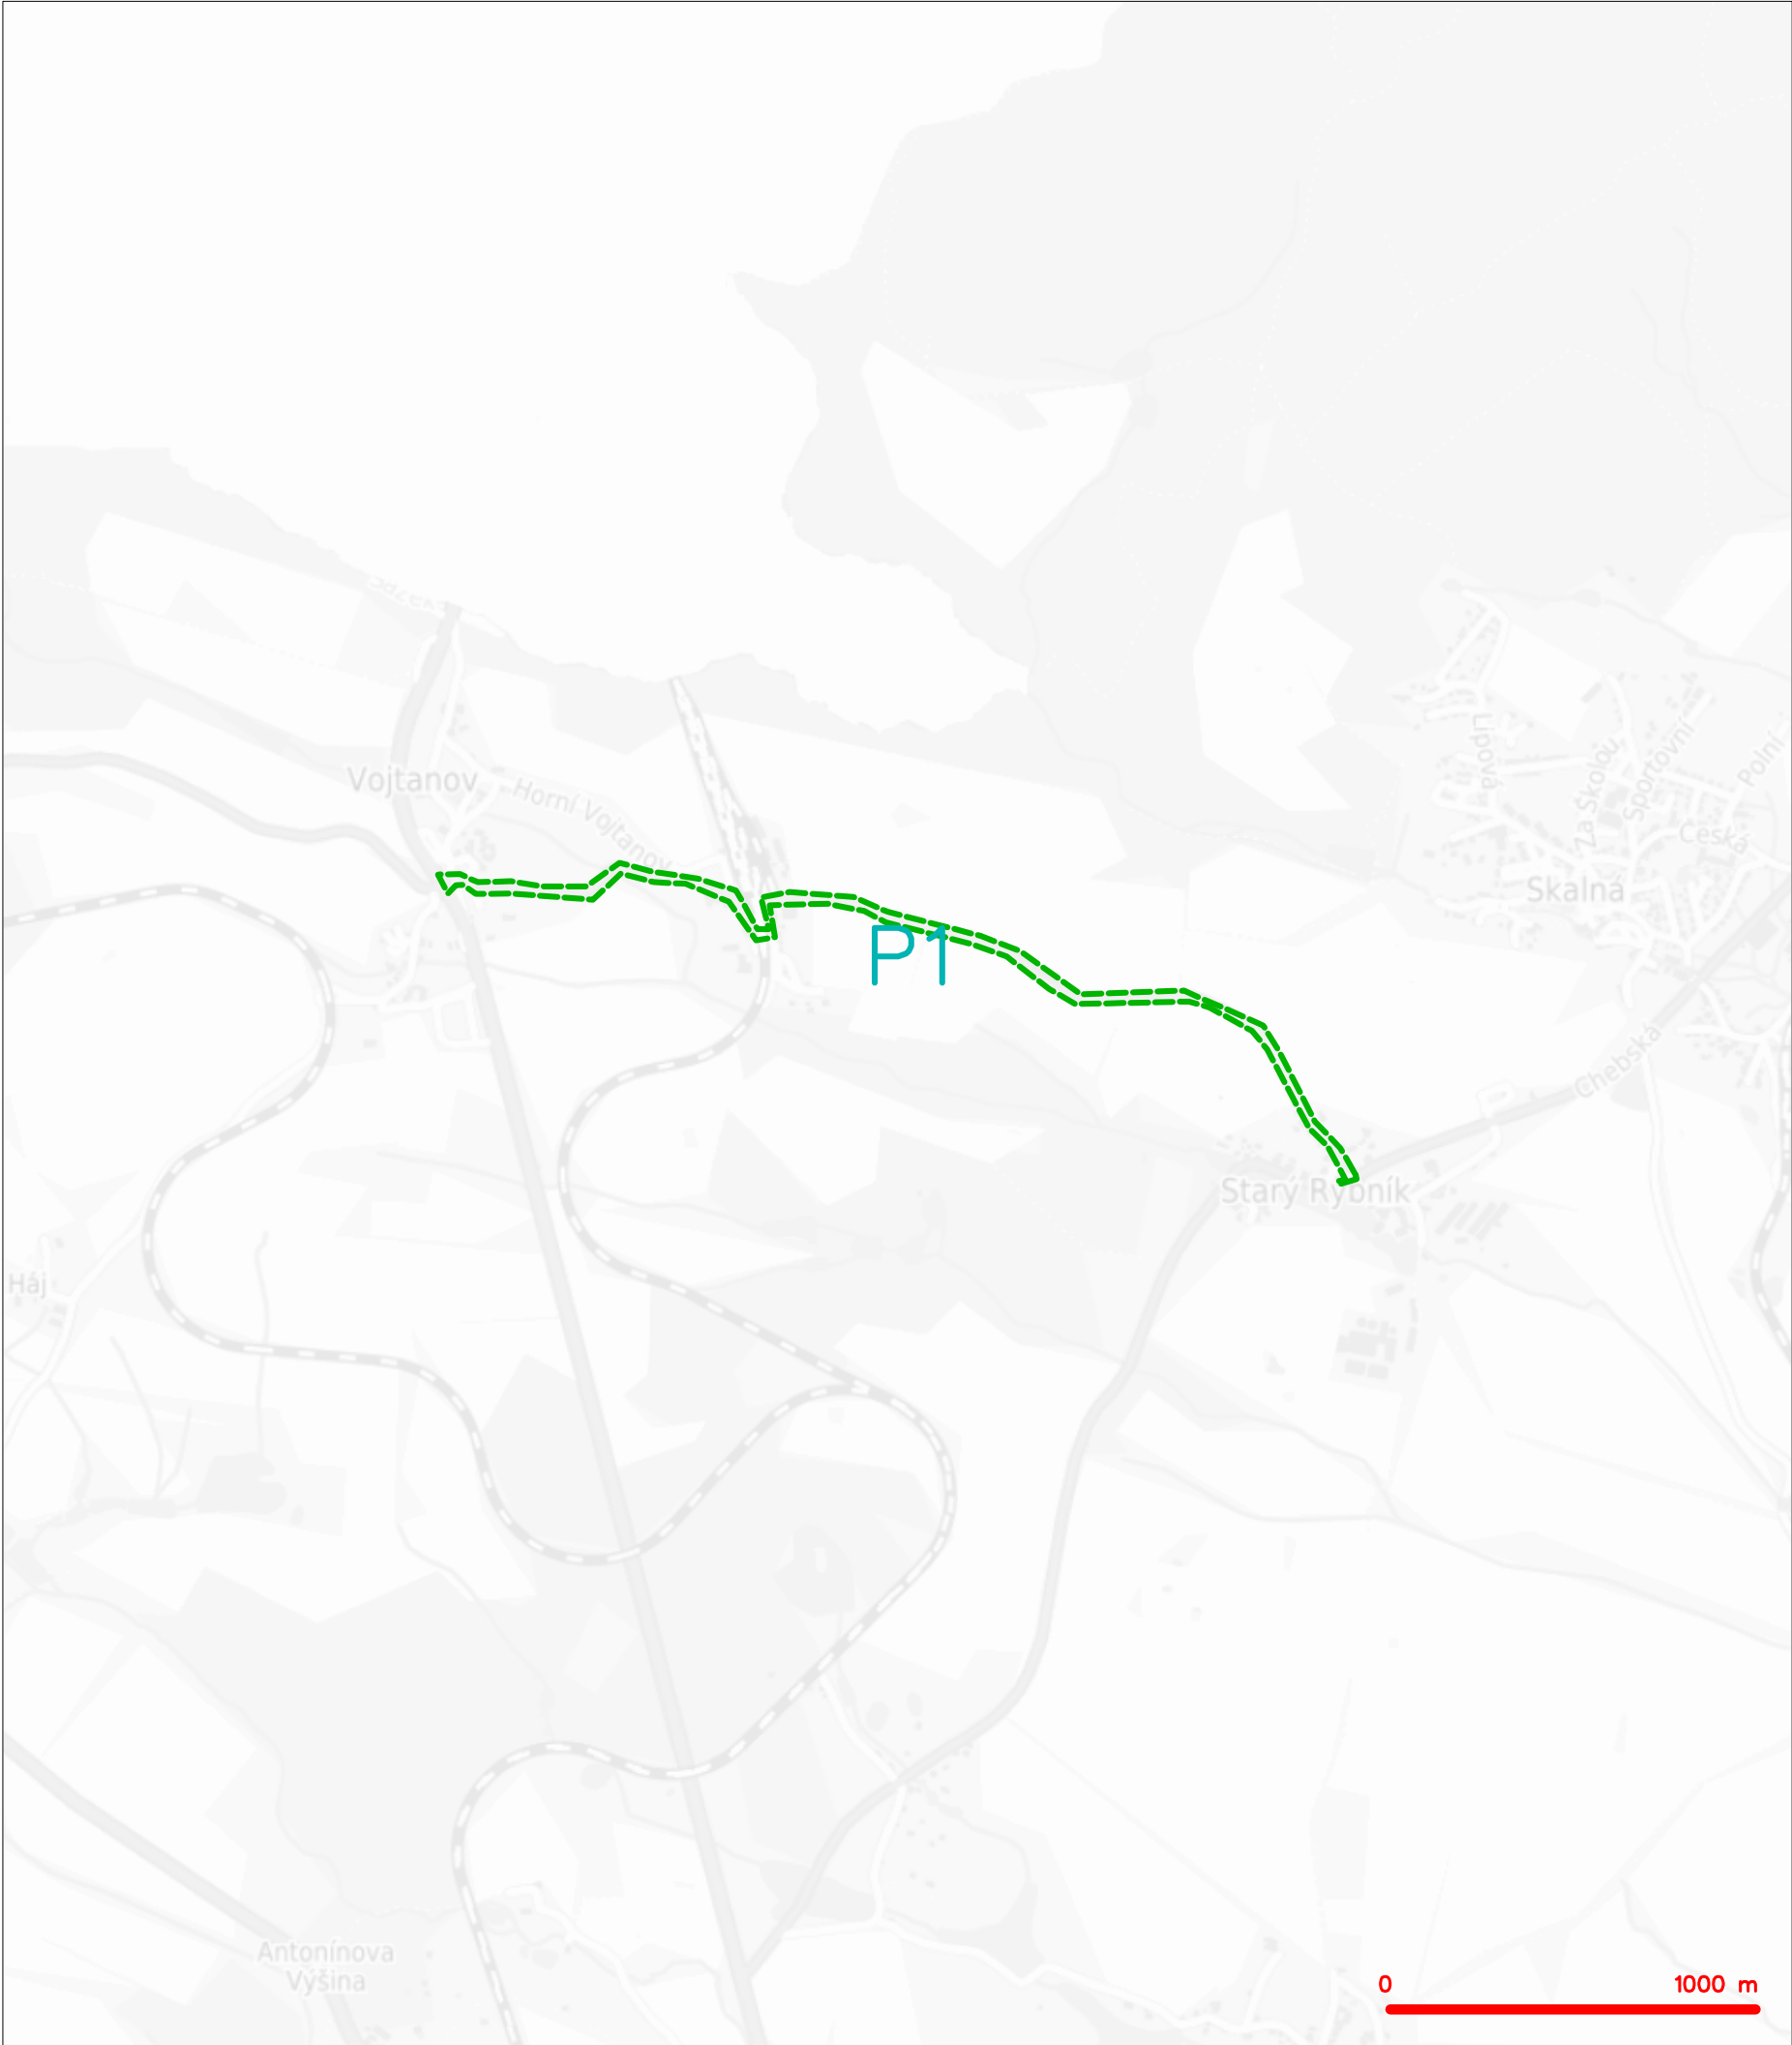 Lipová
Za Školou
Sportovní
Polní
Vojtanov
Horní Vojtanov
Česká
Skalná
P1
Chebská
Starý Rybník
Háj
Antonínova
Výšina
0
1000 m